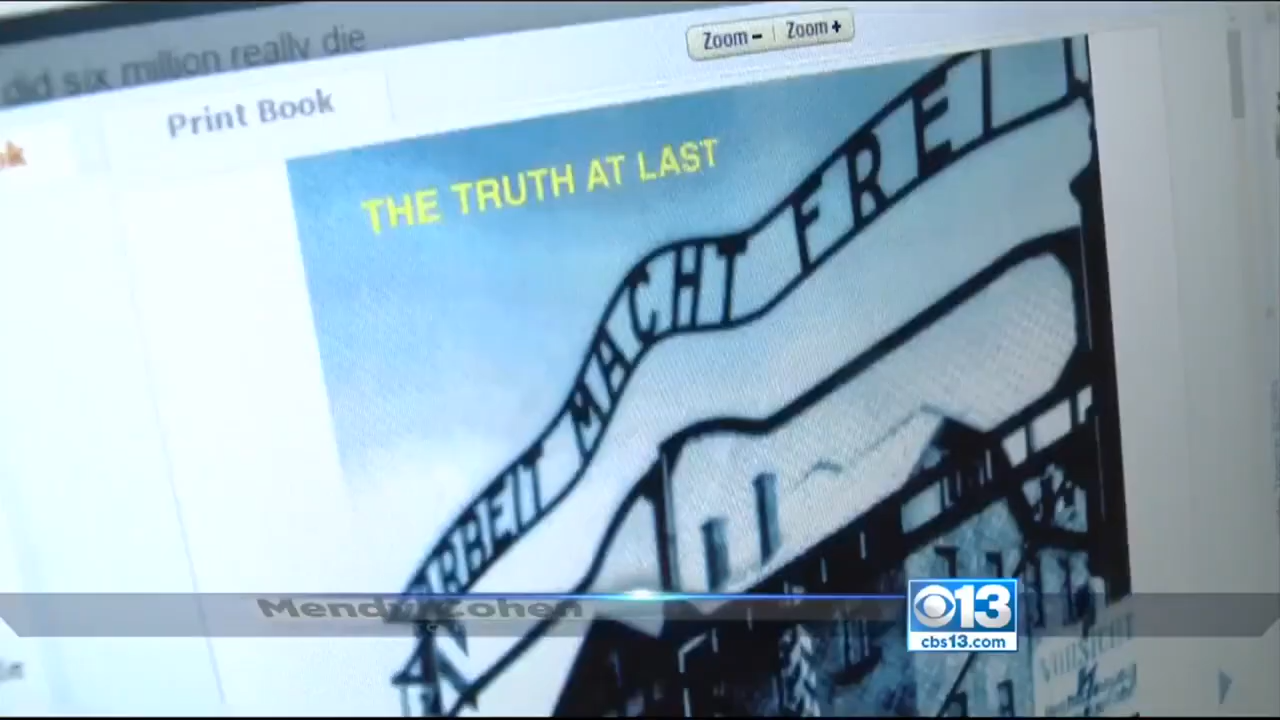 did six million really die
Zoom –
Zoom +
Print Book
ok
THE TRUTH AT LAST
ARBEIT MACHT FREI
Mendy Cohen
13
cbs13.com